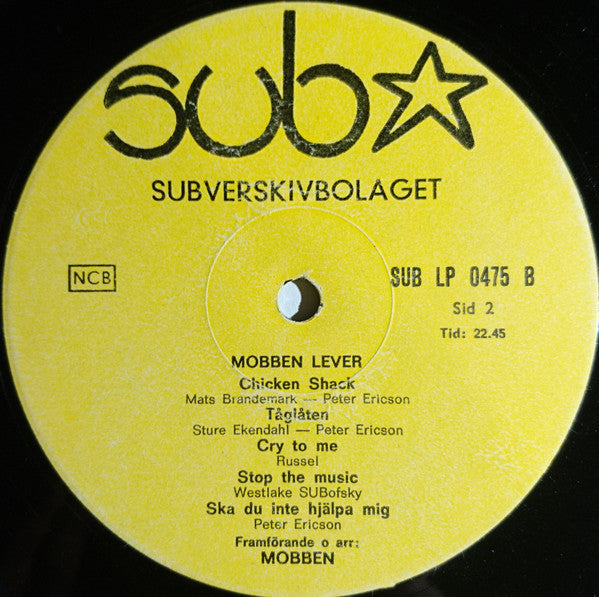 sub
SUBVERSKIVBOLAGET
NCB
SUB LP 0475 B
Sid 2
Tid: 22.45
MOBBEN LEVER
Chicken Shack
Mats Brandemark — Peter Ericson
Tåglåten
Sture Ekendahl — Peter Ericson
Cry to me
Russel
Stop the music
Westlake SUBofsky
Ska du inte hjälpa mig
Peter Ericson
Framförande o arr:
MOBBEN